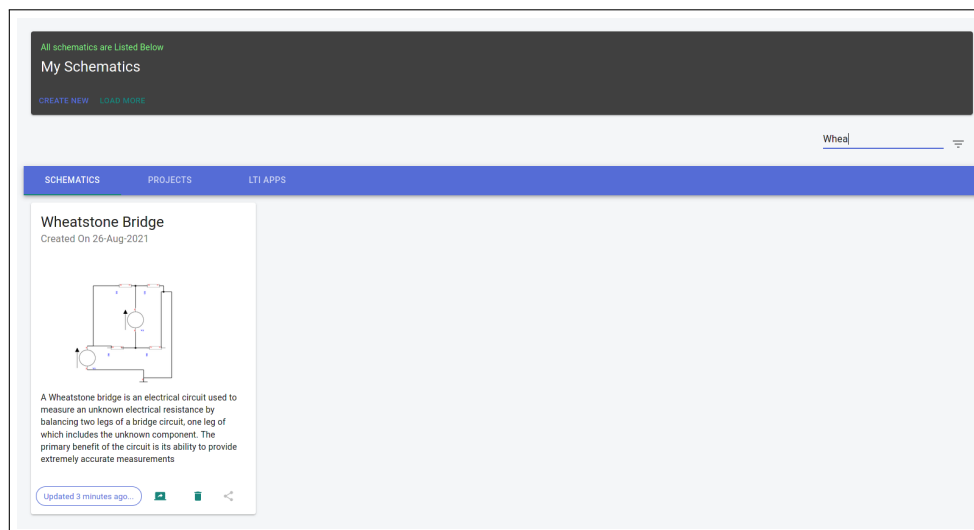 All schematics are Listed Below
My Schematics
CREATE NEW LOAD MORE
Whea
SCHEMATICS PROJECTS LTI APPS
Wheatstone Bridge
Created On 26-Aug-2021
A Wheatstone bridge is an electrical circuit used to
measure an unknown electrical resistance by
balancing two legs of a bridge circuit, one leg of
which includes the unknown component. The
primary benefit of the circuit is its ability to provide
extremely accurate measurements
Updated 3 minutes ago...